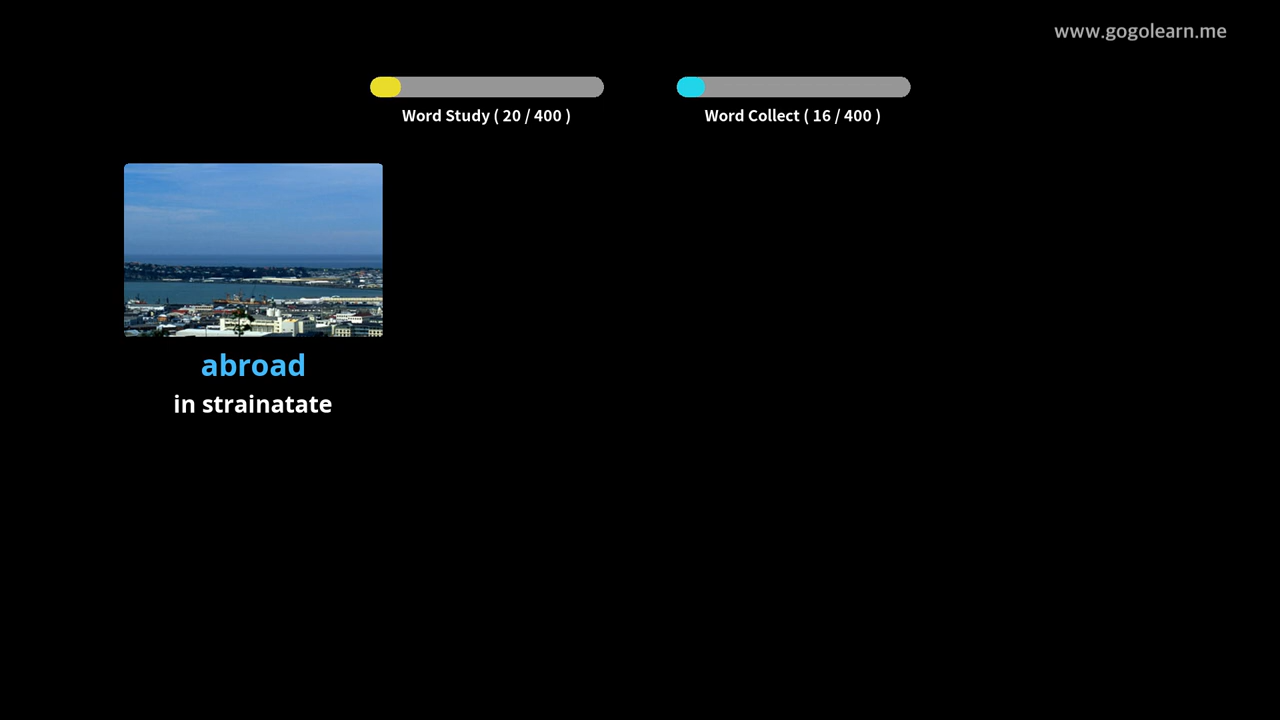 www.gogolearn.me
Word Study ( 20 / 400 )
Word Collect ( 16 / 400 )
abroad
in strainatate